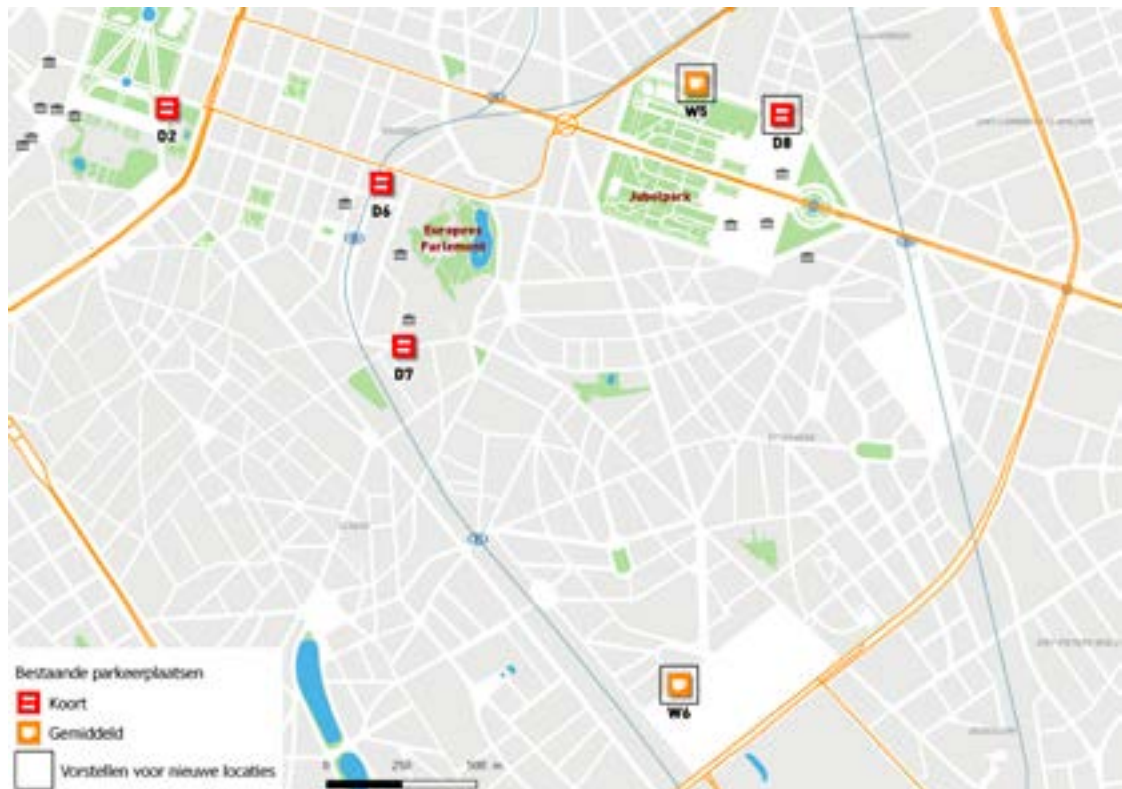 W5
D2
D8
D6
Jubelpark
Europees
Parlement
D7
W6
Bestaande parkeerplaatsen
Koort
Gemiddeld
Vorstellen voor nieuwe locaties
0 250 500 m